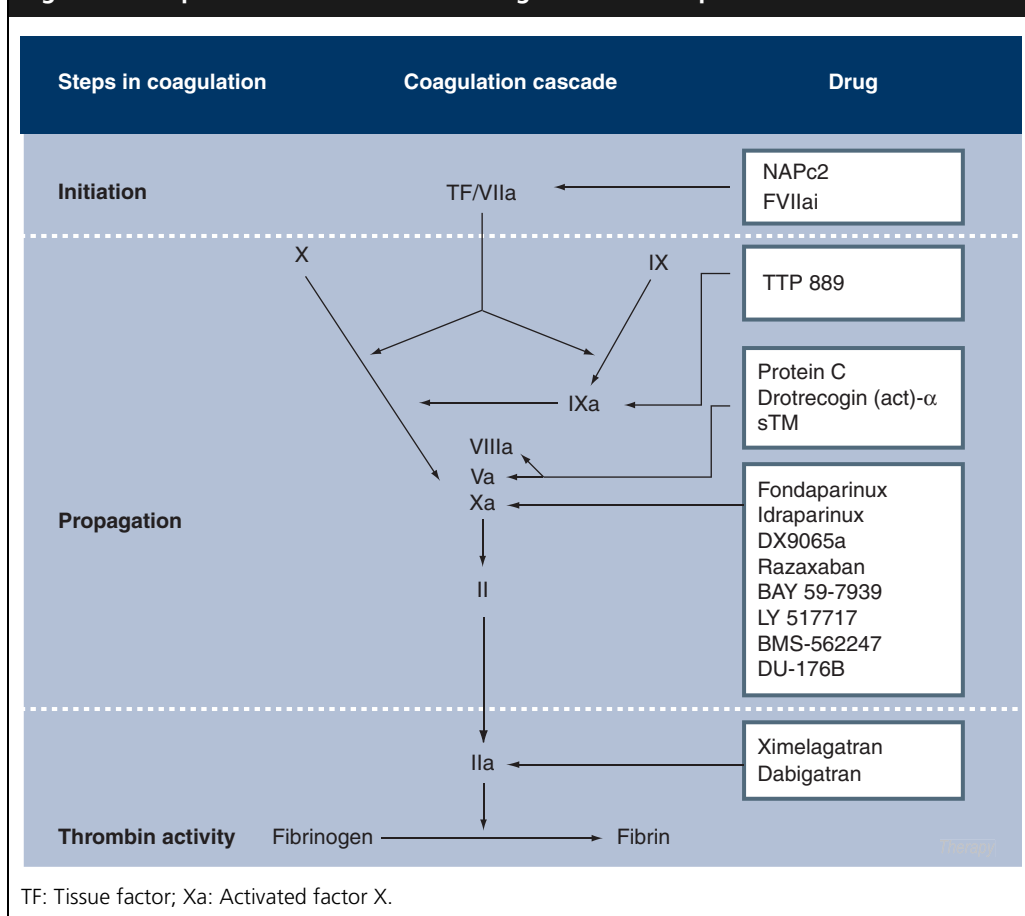 Steps in coagulation
Coagulation cascade
Drug
Initiation
TF/VIIa
NAPc2
FVIIai
X
IX
TTP 889
IXa
Protein C
Drotrecogin (act)-α
sTM
VIIIa
Va
Xa
Propagation
Fondaparinux
Idraparinux
DX9065a
Razaxaban
BAY 59-7939
LY 517717
BMS-562247
DU-176B
II
IIa
Ximelagatran
Dabigatran
Thrombin activity
Fibrinogen
Fibrin
Therapy
TF: Tissue factor; Xa: Activated factor X.